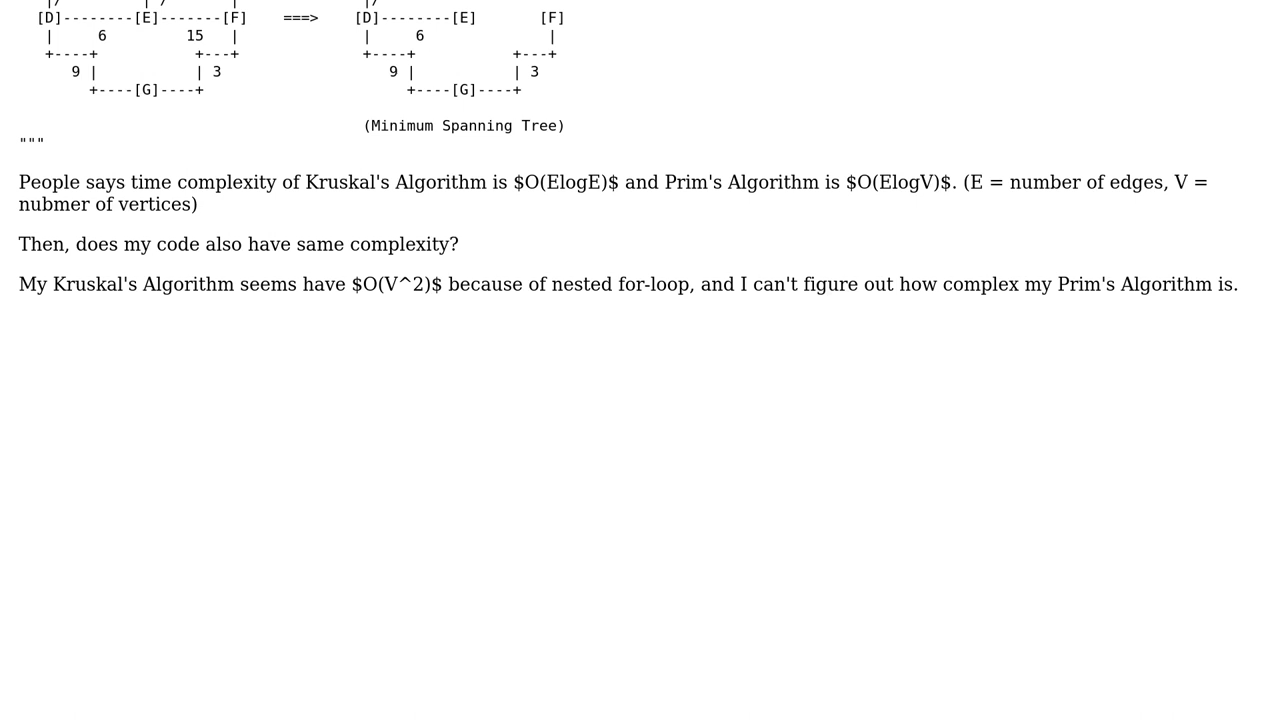 |/          | /       |               |/
[D]--------[E]-------[F]    ===>    [D]--------[E]       [F]
 |     6         15   |              |     6              |
 +----+           +---+              +----+           +---+
    9 |           | 3                   9 |           | 3
      +----[G]----+                       +----[G]----+
(Minimum Spanning Tree)
"""
People says time complexity of Kruskal's Algorithm is $O(ElogE)$ and Prim's Algorithm is $O(ElogV)$. (E = number of edges, V =
nubmer of vertices)
Then, does my code also have same complexity?
My Kruskal's Algorithm seems have $O(V^2)$ because of nested for-loop, and I can't figure out how complex my Prim's Algorithm is.